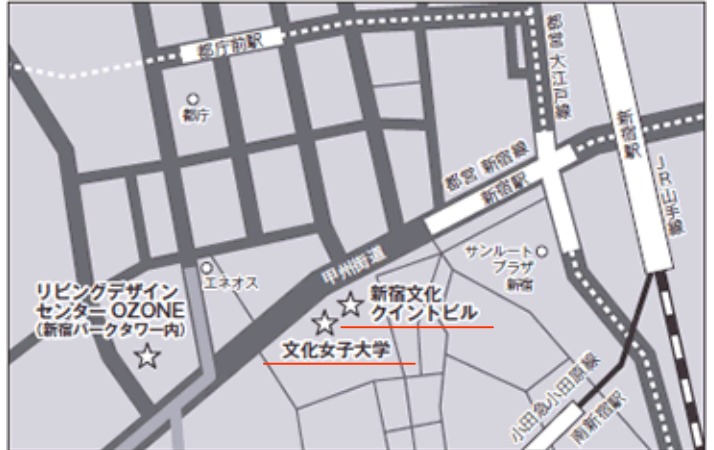 都庁前駅
都営 大江戸線
都庁
新宿駅
都営 新宿線
新宿駅
JR山手線
甲州街道
サンルート
プラザ
新宿
エネオス
リビングデザイン
センター OZONE
(新宿パークタワー内)
新宿文化
クイントビル
文化女子大学
小田急小田原線
南新宿駅